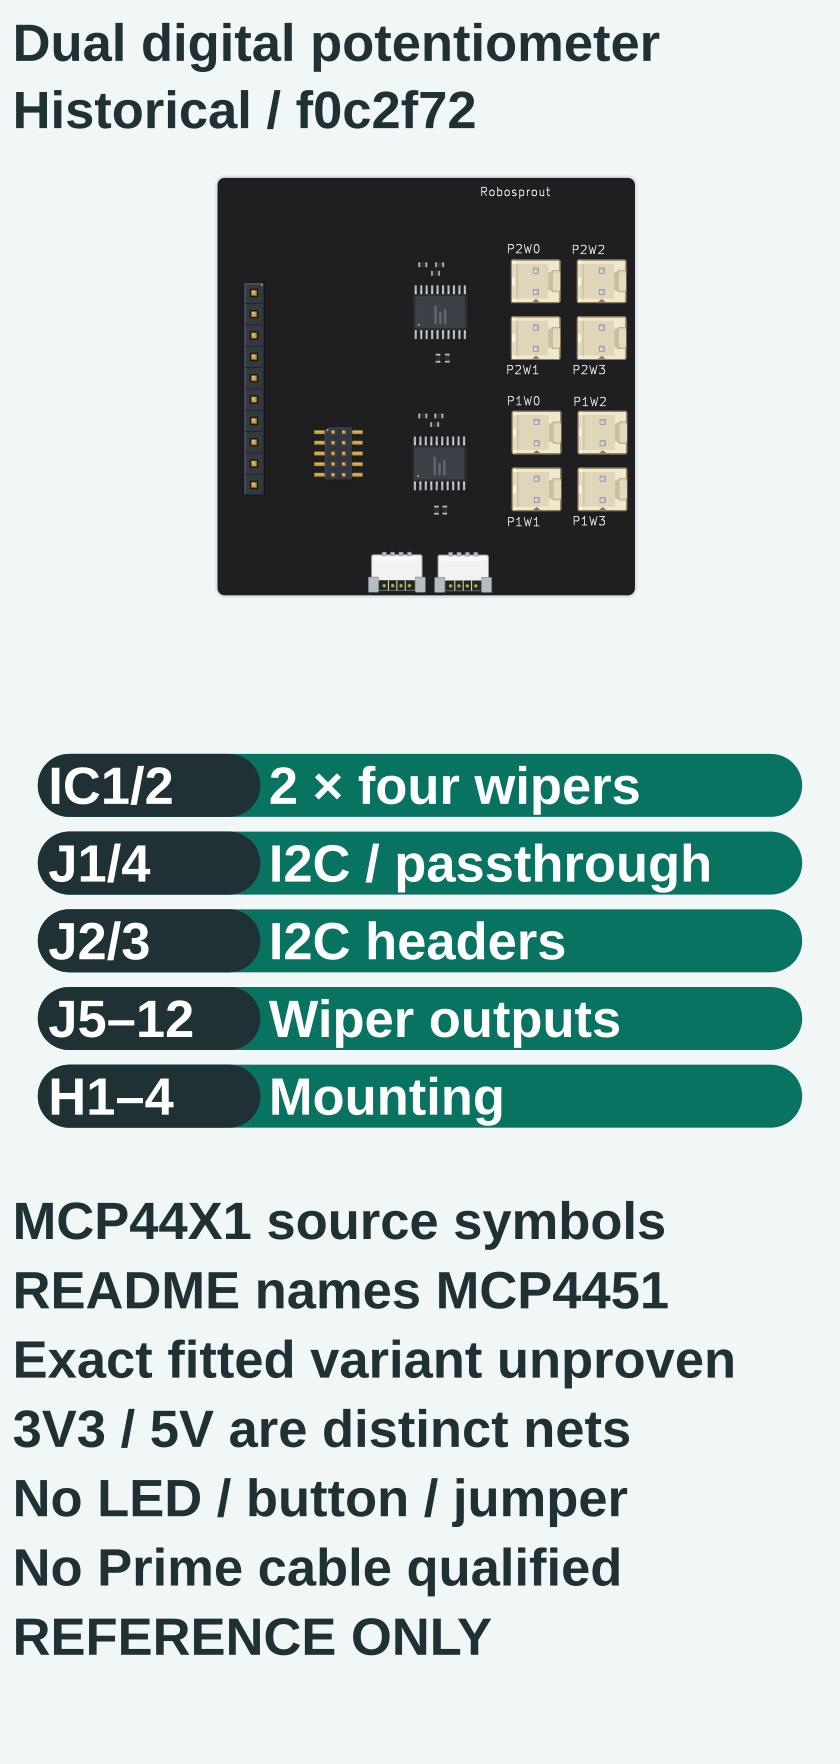 Dual digital potentiometer
Historical / f0c2f72
Robosprout
P2W0 P2W2
P2W1 P2W3
P1W0 P1W2
P1W1 P1W3
IC1/2 2 × four wipers
J1/4 I2C / passthrough
J2/3 I2C headers
J5–12 Wiper outputs
H1–4 Mounting
MCP44X1 source symbols
README names MCP4451
Exact fitted variant unproven
3V3 / 5V are distinct nets
No LED / button / jumper
No Prime cable qualified
REFERENCE ONLY